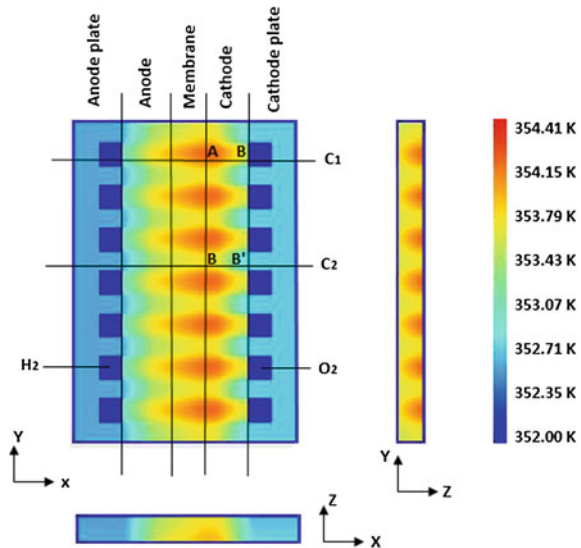 Anode plate
Anode
Membrane
Cathode
Cathode plate
A B
C1
B B'
C2
H2
O2
Y
x
Y
Z
Z
X
354.41 K
354.15 K
353.79 K
353.43 K
353.07 K
352.71 K
352.35 K
352.00 K